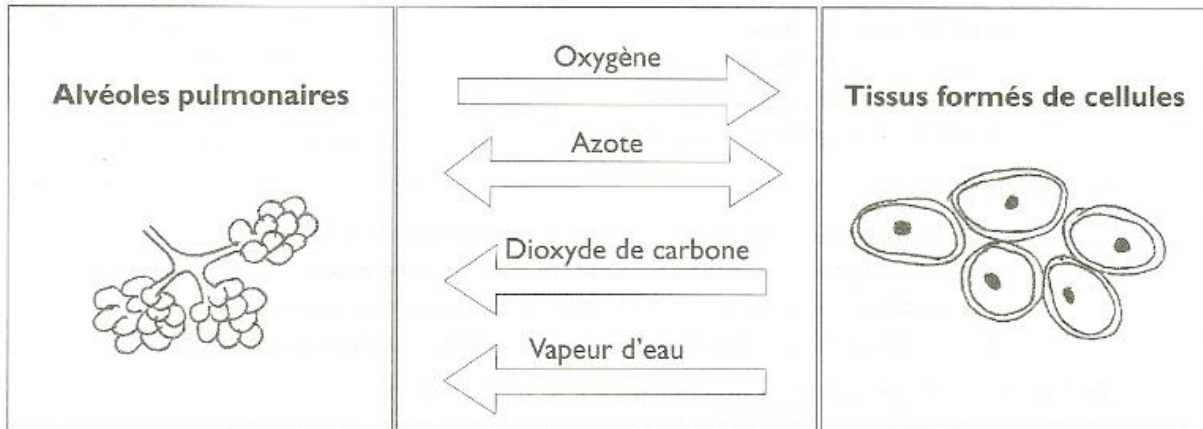 Alvéoles pulmonaires
Oxygène
Azote
Dioxyde de carbone
Vapeur d'eau
Tissus formés de cellules